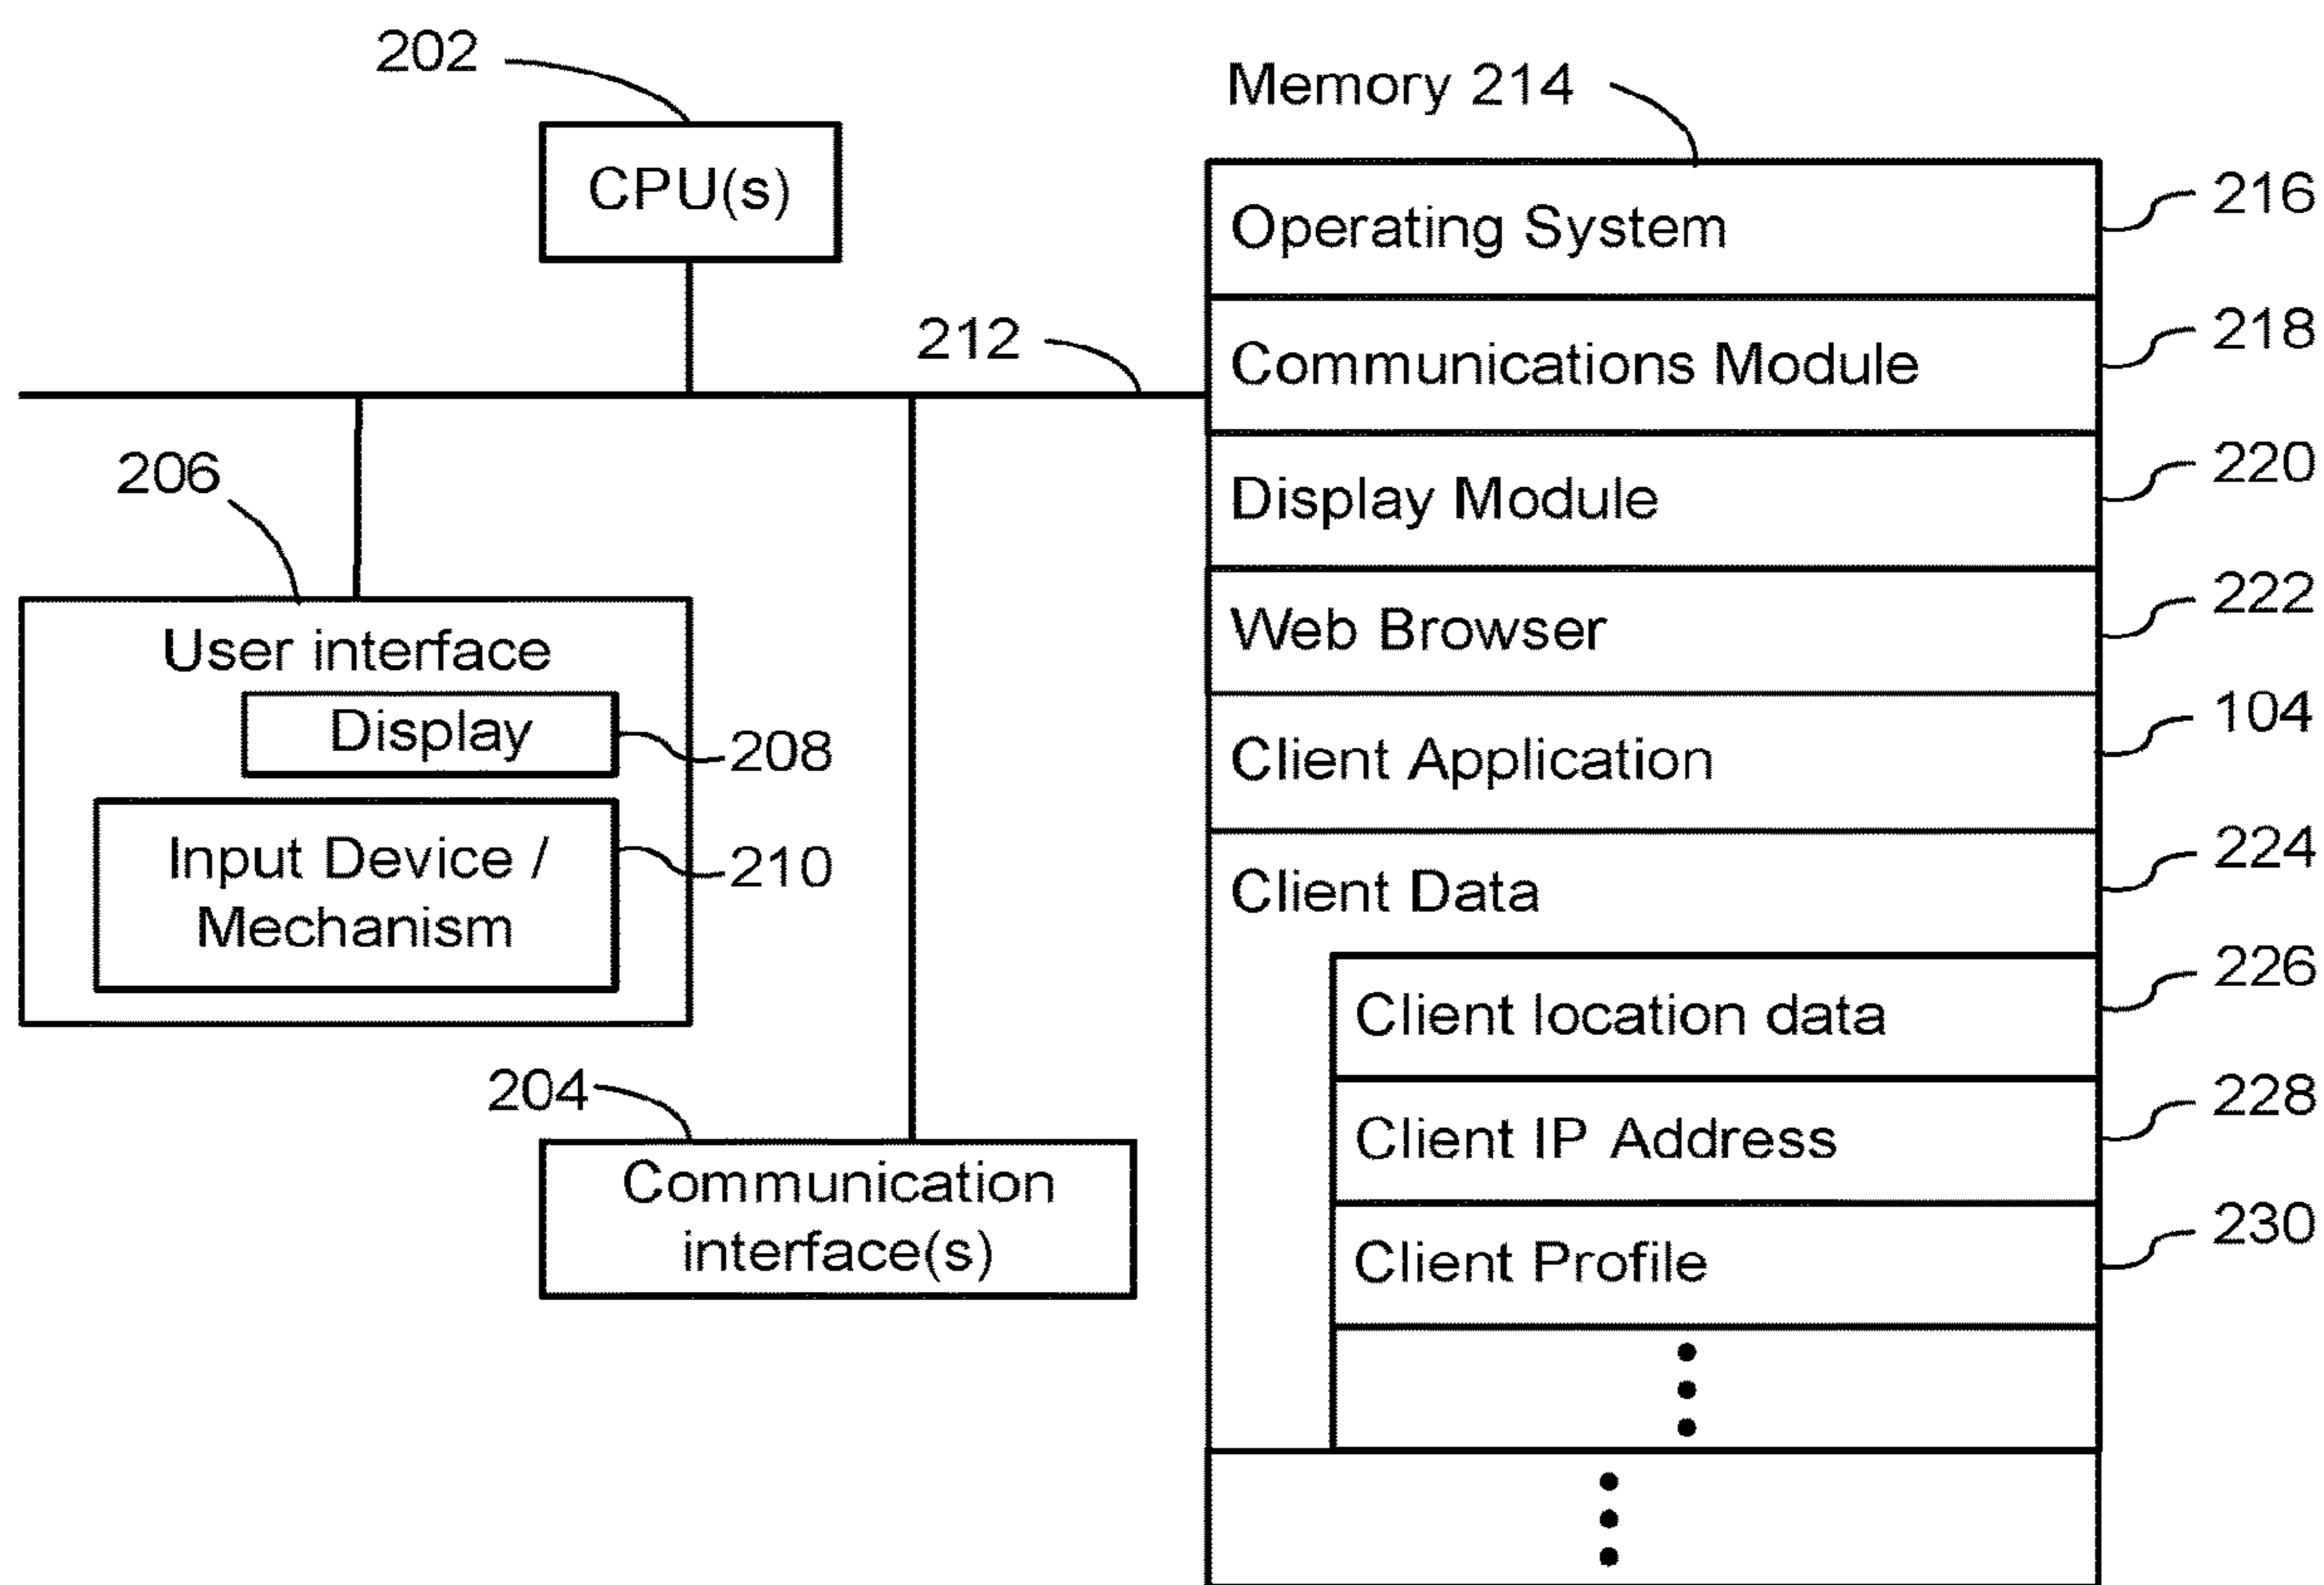 202
CPU(s)
212
206
User interface
Display
208
Input Device /
Mechanism
210
204
Communication
interface(s)
Memory 214
Operating System
216
Communications Module
218
Display Module
220
Web Browser
222
Client Application
104
Client Data
224
Client location data
226
Client IP Address
228
Client Profile
230